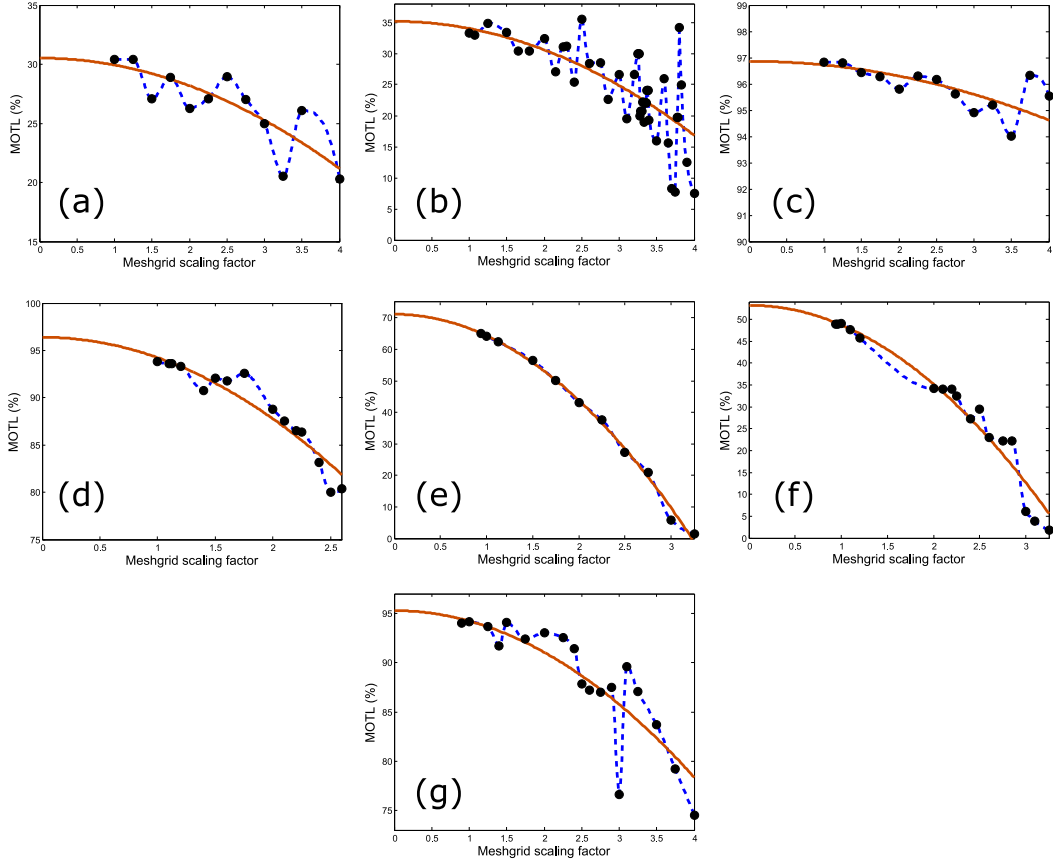 35
30
25
20
15
MOTL (%)
(a)
0 0.5 1 1.5 2 2.5 3 3.5 4
Meshgrid scaling factor
35
30
25
20
15
10
5
0
MOTL (%)
(b)
0 0.5 1 1.5 2 2.5 3 3.5 4
Meshgrid scaling factor
99
98
97
96
95
94
93
92
91
90
MOTL (%)
(c)
0 0.5 1 1.5 2 2.5 3 3.5 4
Meshgrid scaling factor
100
95
90
85
80
75
MOTL (%)
(d)
0 0.5 1 1.5 2 2.5
Meshgrid scaling factor
70
60
50
40
30
20
10
0
MOTL (%)
(e)
0 0.5 1 1.5 2 2.5 3
Meshgrid scaling factor
50
45
40
35
30
25
20
15
10
5
0
MOTL (%)
(f)
0 0.5 1 1.5 2 2.5 3
Meshgrid scaling factor
95
90
85
80
75
MOTL (%)
(g)
0 0.5 1 1.5 2 2.5 3 3.5 4
Meshgrid scaling factor